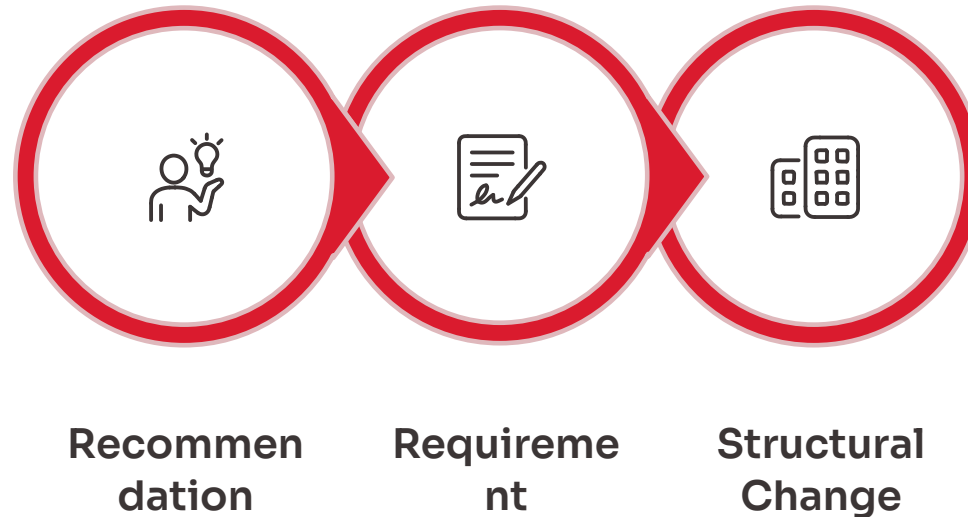 Recommen
dation
Requireme
nt
Structural
Change